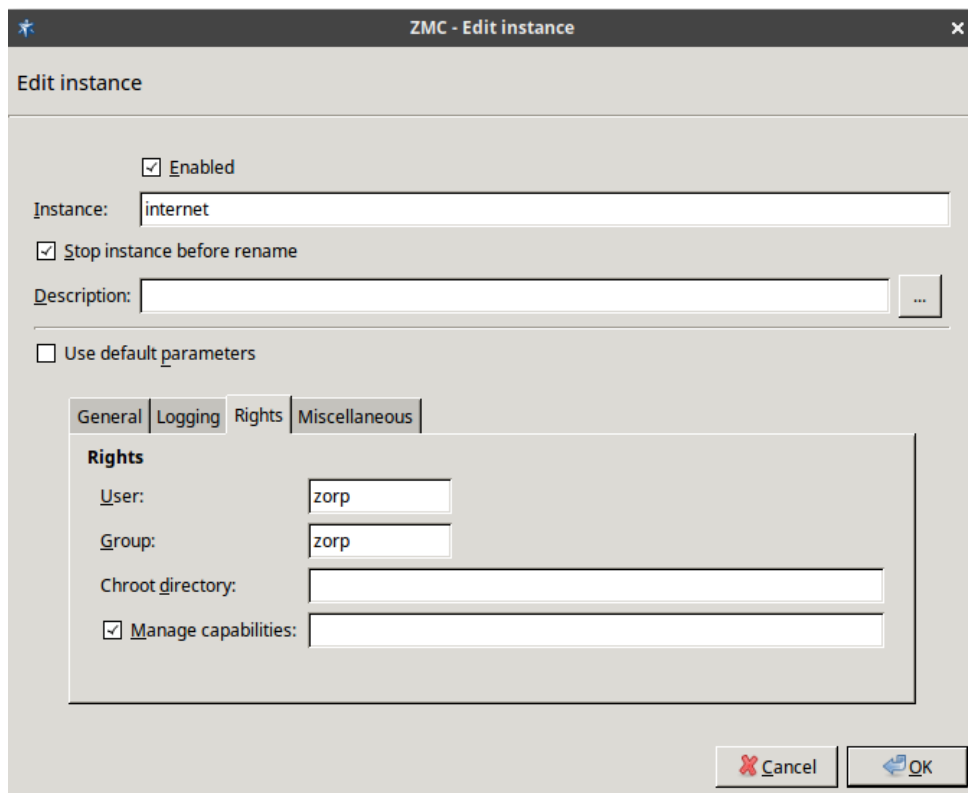 ZMC - Edit instance
Edit instance
Enabled
Instance: internet
Stop instance before rename
Description: ...
Use default parameters
General Logging Rights Miscellaneous
Rights
User: zorp
Group: zorp
Chroot directory:
Manage capabilities:
Cancel OK